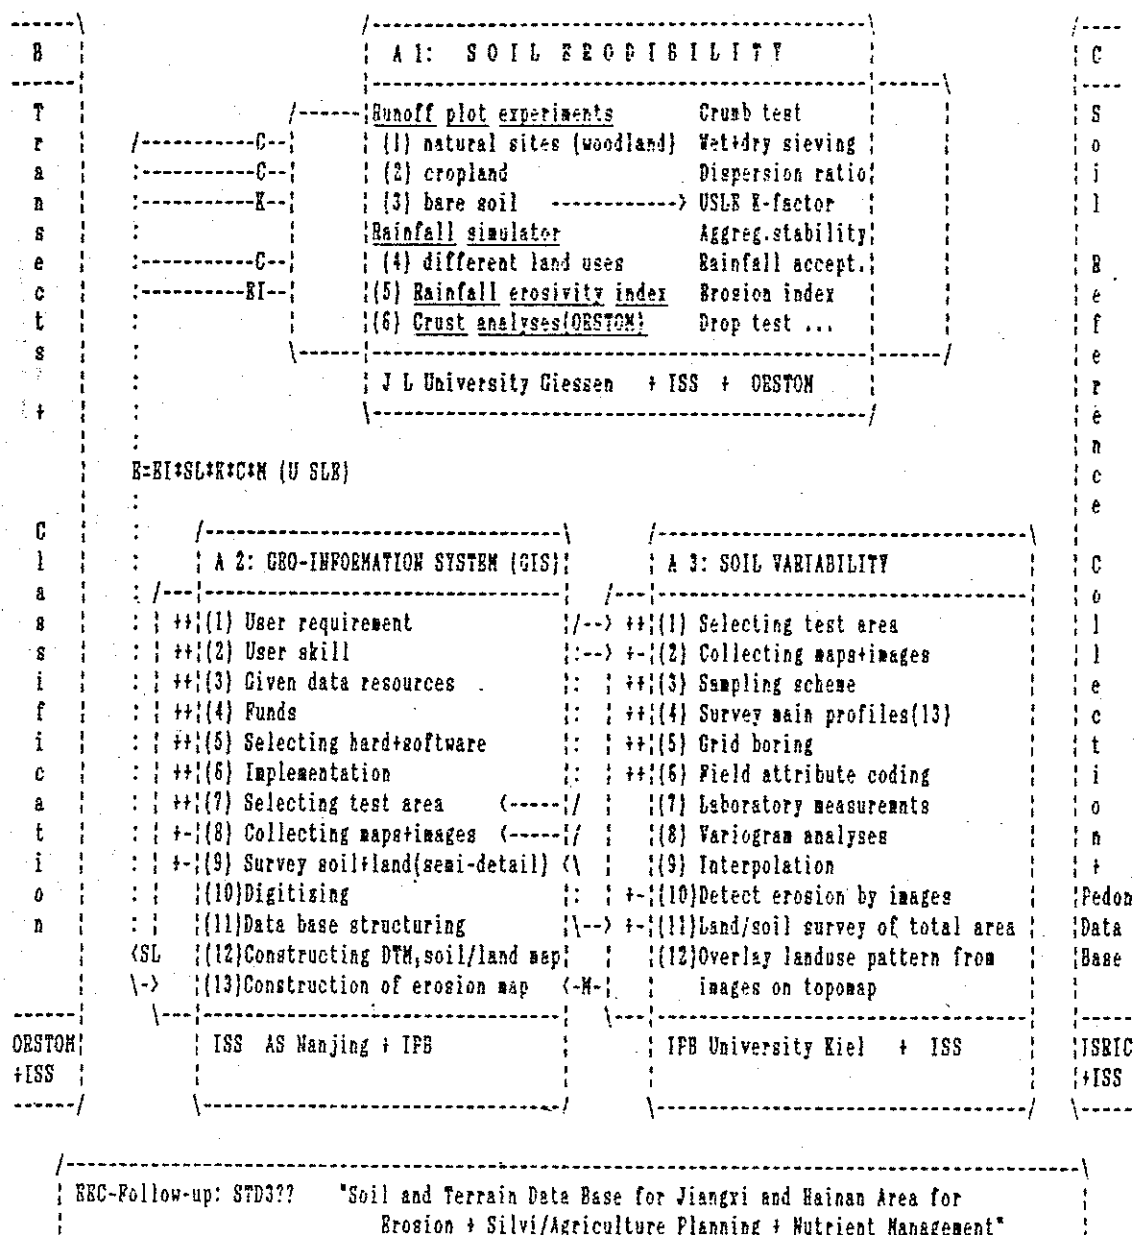 B
Transects +
Classification
ORSTOM
+ISS
A 1: S O I L E R O D I B I L I T Y
Runoff plot experiments Crumb test
(1) natural sites (woodland) Wet+dry sieving
(2) cropland Dispersion ratio
(3) bare soil ------------> USLE K-factor
Rainfall simulator Aggreg.stability
(4) different land uses Rainfall accept.
(5) Rainfall erosivity index Erosion index
(6) Crust analyses(ORSTOM) Drop test ...
J L University Giessen + ISS + ORSTOM
C
C
K
C
EI
E=EI*SL*K*C*M (U SLE)
A 2: GEO-INFORMATION SYSTEM (GIS)
++ (1) User requirement
++ (2) User skill
++ (3) Given data resources
++ (4) Funds
++ (5) Selecting hard+software
++ (6) Implementation
++ (7) Selecting test area <-----
+- (8) Collecting maps+images <-----
+- (9) Survey soil+land(semi-detail) <
(10)Digitizing
(11)Data base structuring
<SL (12)Constructing DTM,soil/land map
\-> (13)Construction of erosion map <-M-
ISS AS Nanjing + IPB
A 3: SOIL VARIABILITY
++ (1) Selecting test area
+- (2) Collecting maps+images
++ (3) Sampling scheme
++ (4) Survey main profiles(13)
++ (5) Grid boring
++ (6) Field attribute coding
(7) Laboratory measuremnts
(8) Variogram analyses
(9) Interpolation
+- (10)Detect erosion by images
+- (11)Land/soil survey of total area
(12)Overlay landuse pattern from
images on topomap
IPB University Kiel + ISS
C
Soil Reference Collection
+
Pedon
Data
Base
ISRIC
+ISS
EEC-Follow-up: STD3?? "Soil and Terrain Data Base for Jiangxi and Hainan Area for
Erosion + Silvi/Agriculture Planning + Nutrient Management"